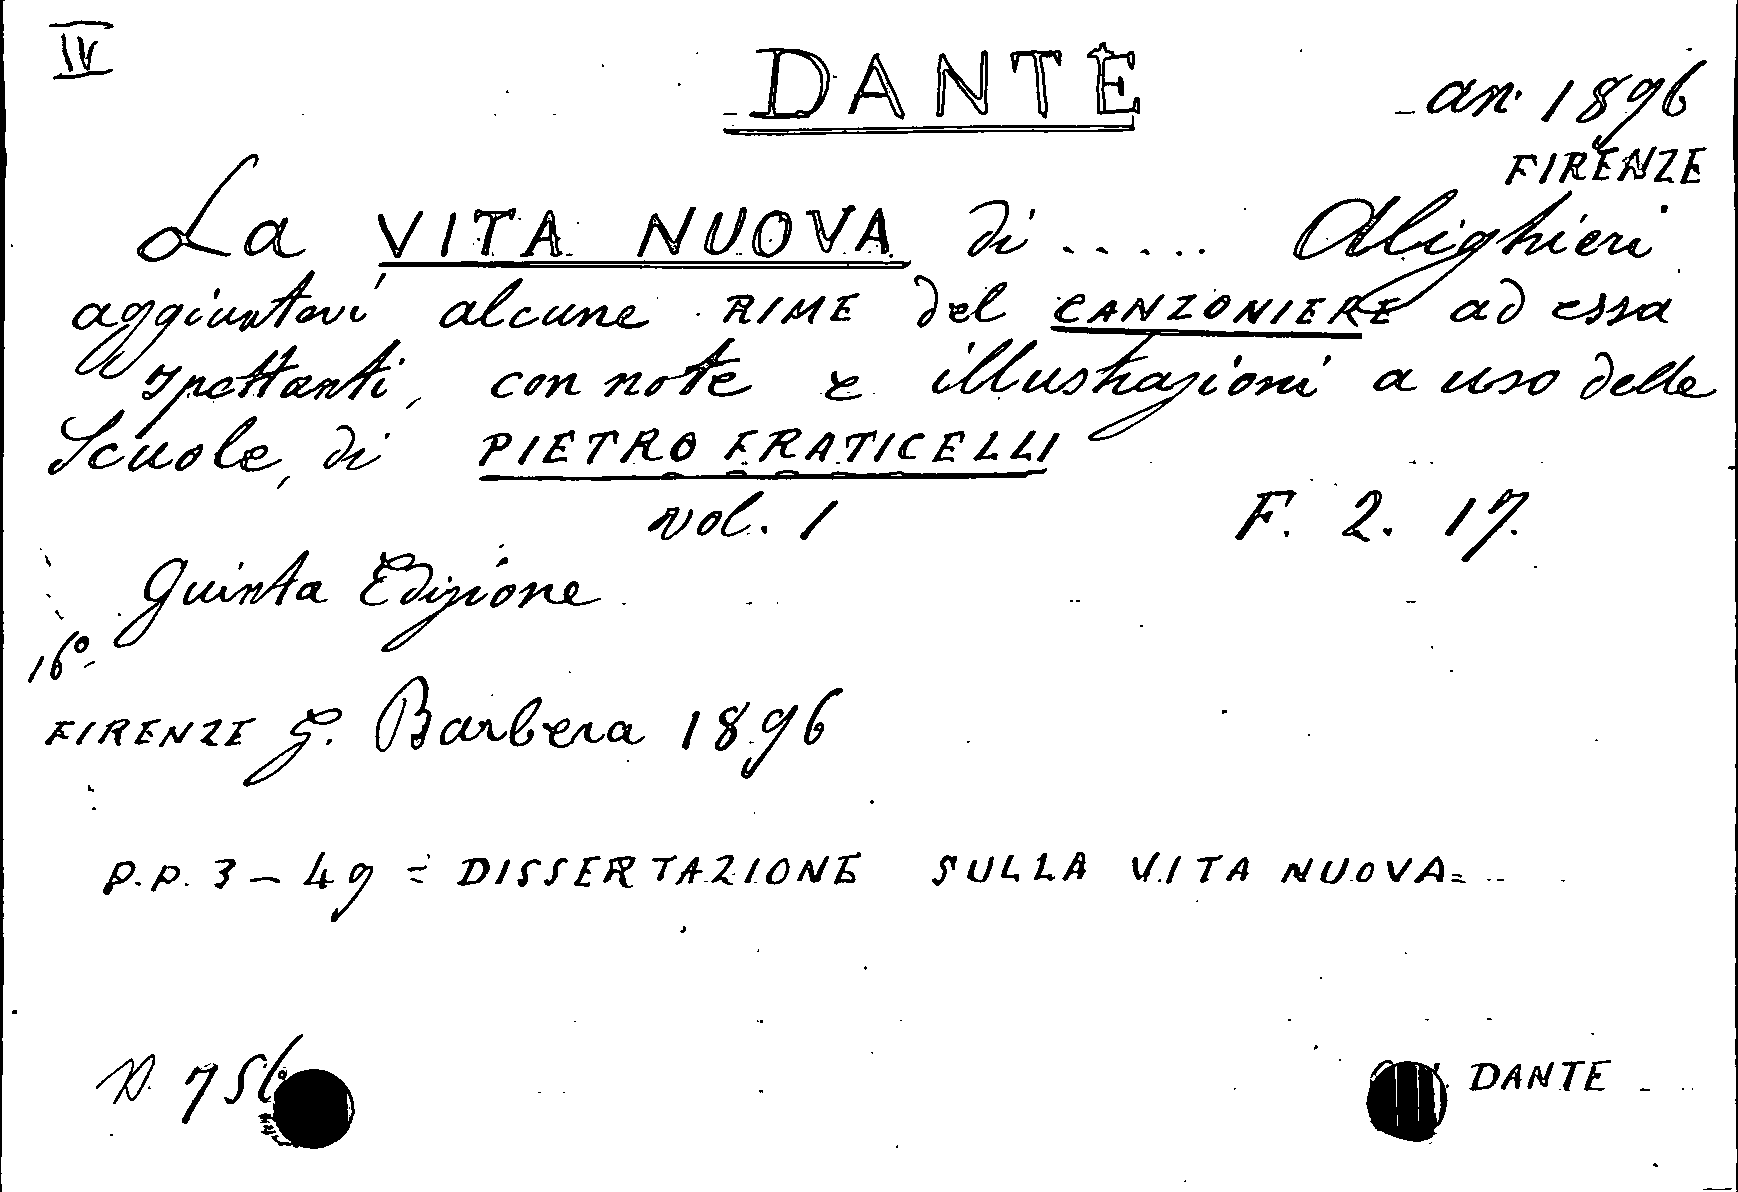 IV
DANTE
an. 1896
FIRENZE
La VITA NUOVA di ..... Alighieri
aggiuntovi alcune RIME del CANZONIERE ad essa
spettanti, con note e illustrazioni a uso delle
Scuole, di PIETRO FRATICELLI
vol. 1 F. 2. 17.
Quinta Edizione
16°
FIRENZE G. Barbera 1896
P.P. 3 - 49 = DISSERTAZIONE SULLA VITA NUOVA =
N. 756
DANTE